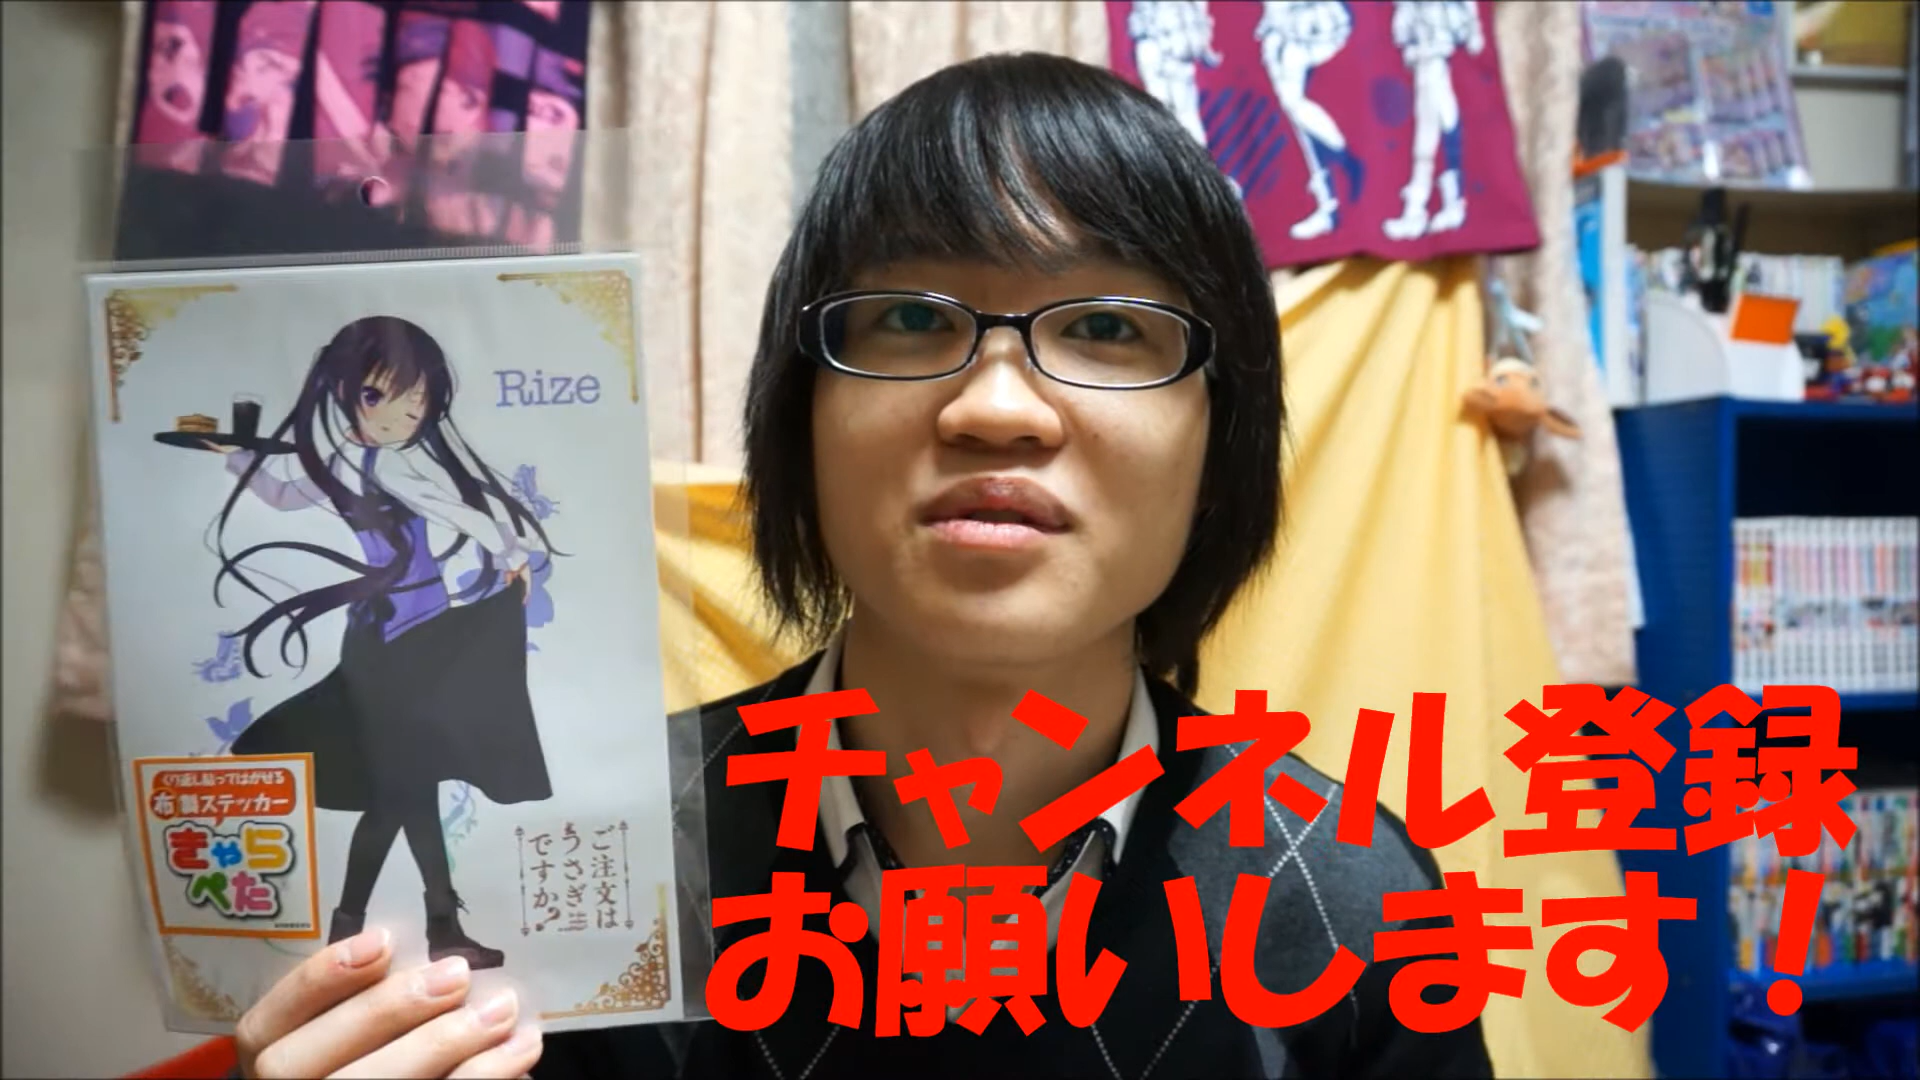 Rize
くり返し貼ってはがせる
布製ステッカー
きゃら
ぺた
ご注文は
うさぎ
ですか?
チャンネル登録
お願いします!